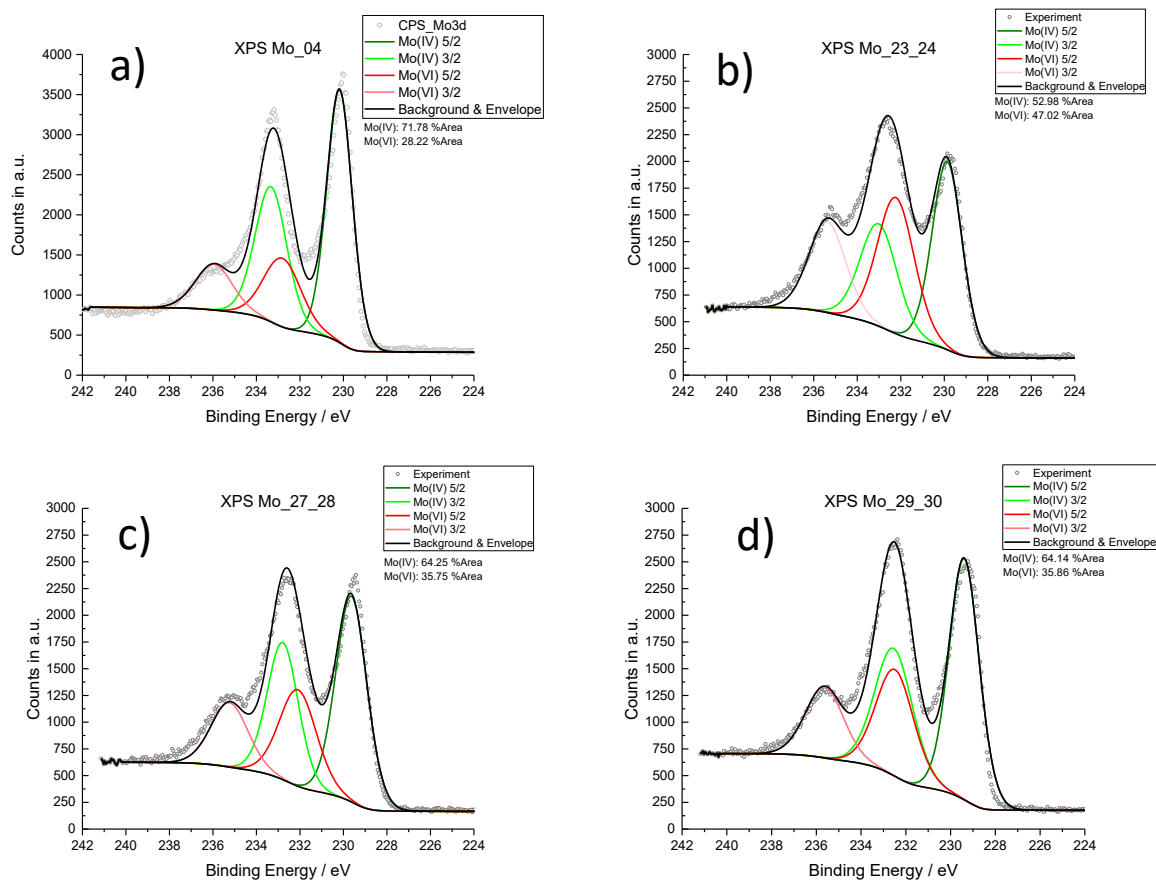 a)
XPS Mo_04
CPS_Mo3d
Mo(IV) 5/2
Mo(IV) 3/2
Mo(VI) 5/2
Mo(VI) 3/2
Background & Envelope
Mo(IV): 71.78 %Area
Mo(VI): 28.22 %Area
Counts in a.u.
4000
3500
3000
2500
2000
1500
1000
500
0
242 240 238 236 234 232 230 228 226 224
Binding Energy / eV
b)
XPS Mo_23_24
Experiment
Mo(IV) 5/2
Mo(IV) 3/2
Mo(VI) 5/2
Mo(VI) 3/2
Background & Envelope
Mo(IV): 52.98 %Area
Mo(VI): 47.02 %Area
Counts in a.u.
3000
2750
2500
2250
2000
1750
1500
1250
1000
750
500
250
0
242 240 238 236 234 232 230 228 226 224
Binding Energy / eV
c)
XPS Mo_27_28
Experiment
Mo(IV) 5/2
Mo(IV) 3/2
Mo(VI) 5/2
Mo(VI) 3/2
Background & Envelope
Mo(IV): 64.25 %Area
Mo(VI): 35.75 %Area
Counts in a.u.
3000
2750
2500
2250
2000
1750
1500
1250
1000
750
500
250
0
242 240 238 236 234 232 230 228 226 224
Binding Energy / eV
d)
XPS Mo_29_30
Experiment
Mo(IV) 5/2
Mo(IV) 3/2
Mo(VI) 5/2
Mo(VI) 3/2
Background & Envelope
Mo(IV): 64.14 %Area
Mo(VI): 35.86 %Area
Counts in a.u.
3000
2750
2500
2250
2000
1750
1500
1250
1000
750
500
250
0
242 240 238 236 234 232 230 228 226 224
Binding Energy / eV